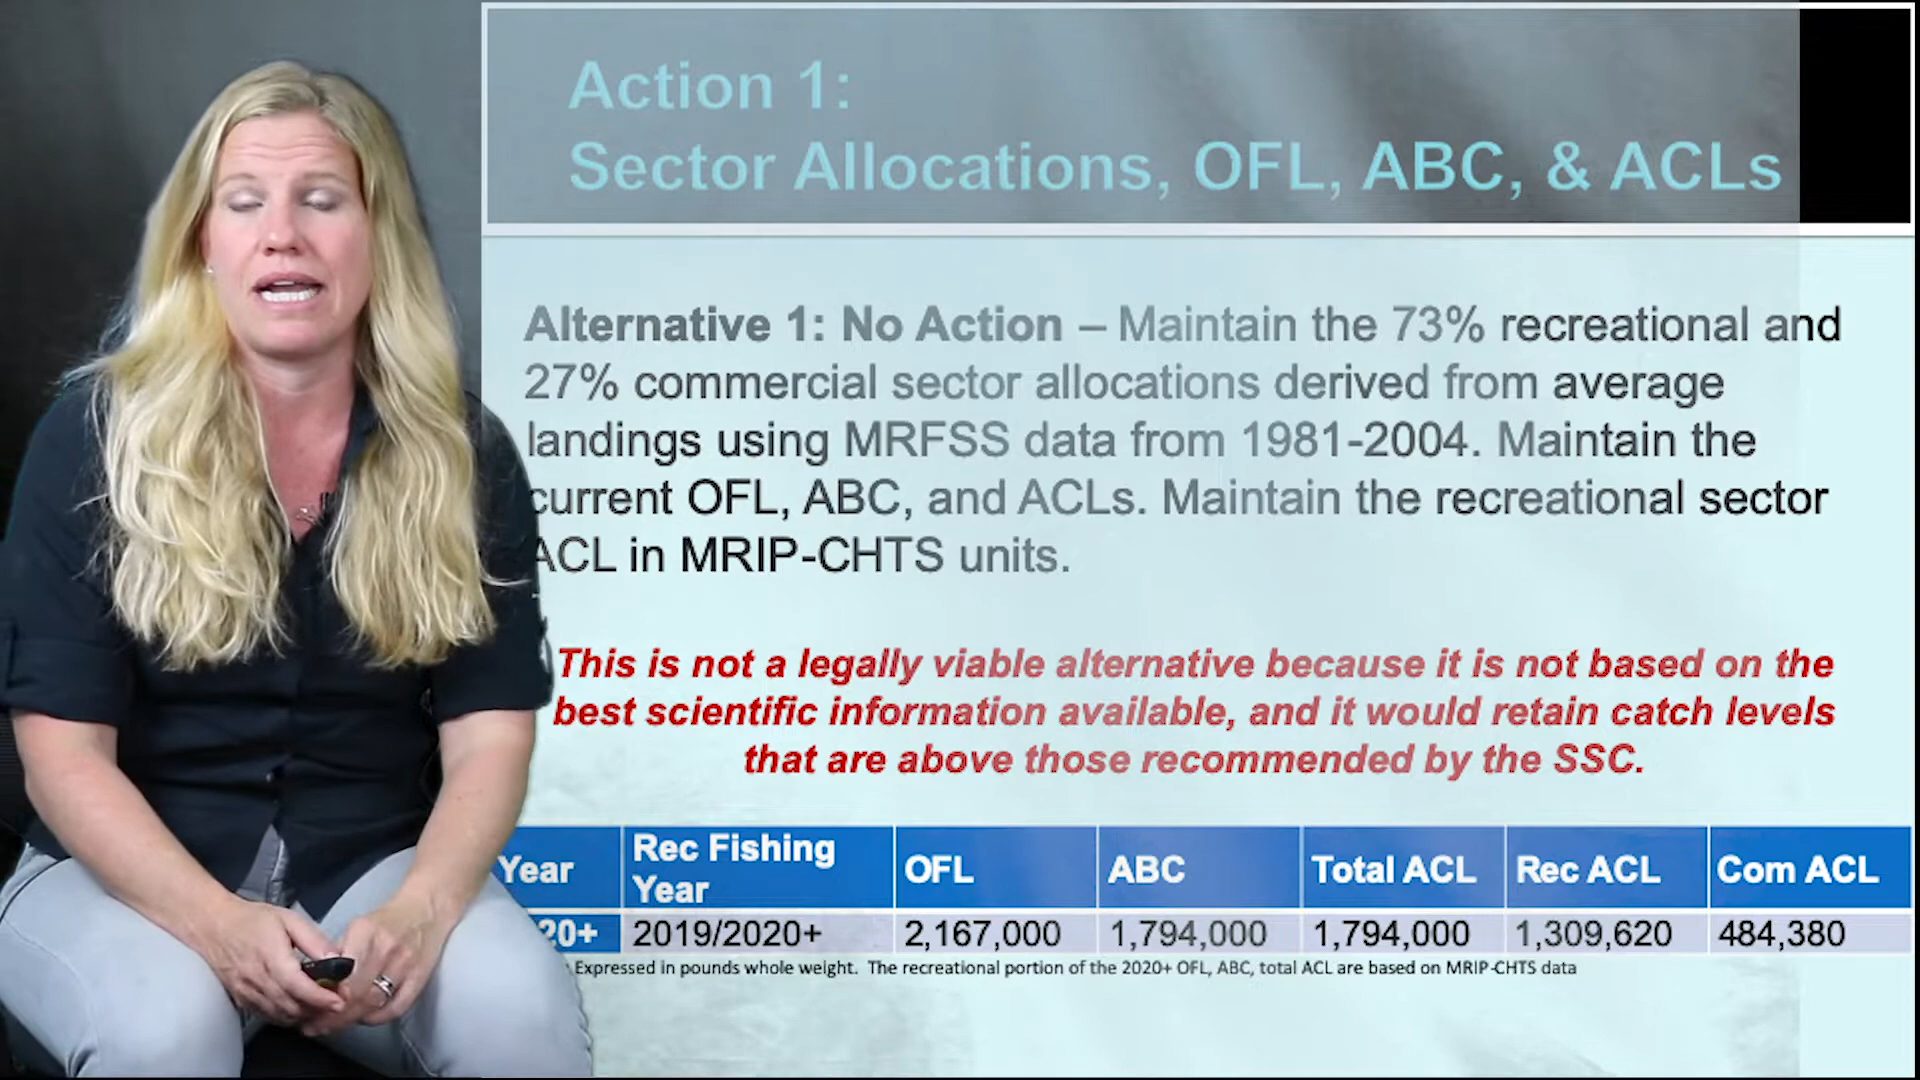 Action 1:
Sector Allocations, OFL, ABC, & ACLs
Alternative 1: No Action – Maintain the 73% recreational and
27% commercial sector allocations derived from average
landings using MRFSS data from 1981-2004. Maintain the
current OFL, ABC, and ACLs. Maintain the recreational sector
ACL in MRIP-CHTS units.
This is not a legally viable alternative because it is not based on the
best scientific information available, and it would retain catch levels
that are above those recommended by the SSC.
Year Rec Fishing Year OFL ABC Total ACL Rec ACL Com ACL
20+ 2019/2020+ 2,167,000 1,794,000 1,794,000 1,309,620 484,380
Expressed in pounds whole weight. The recreational portion of the 2020+ OFL, ABC, total ACL are based on MRIP-CHTS data